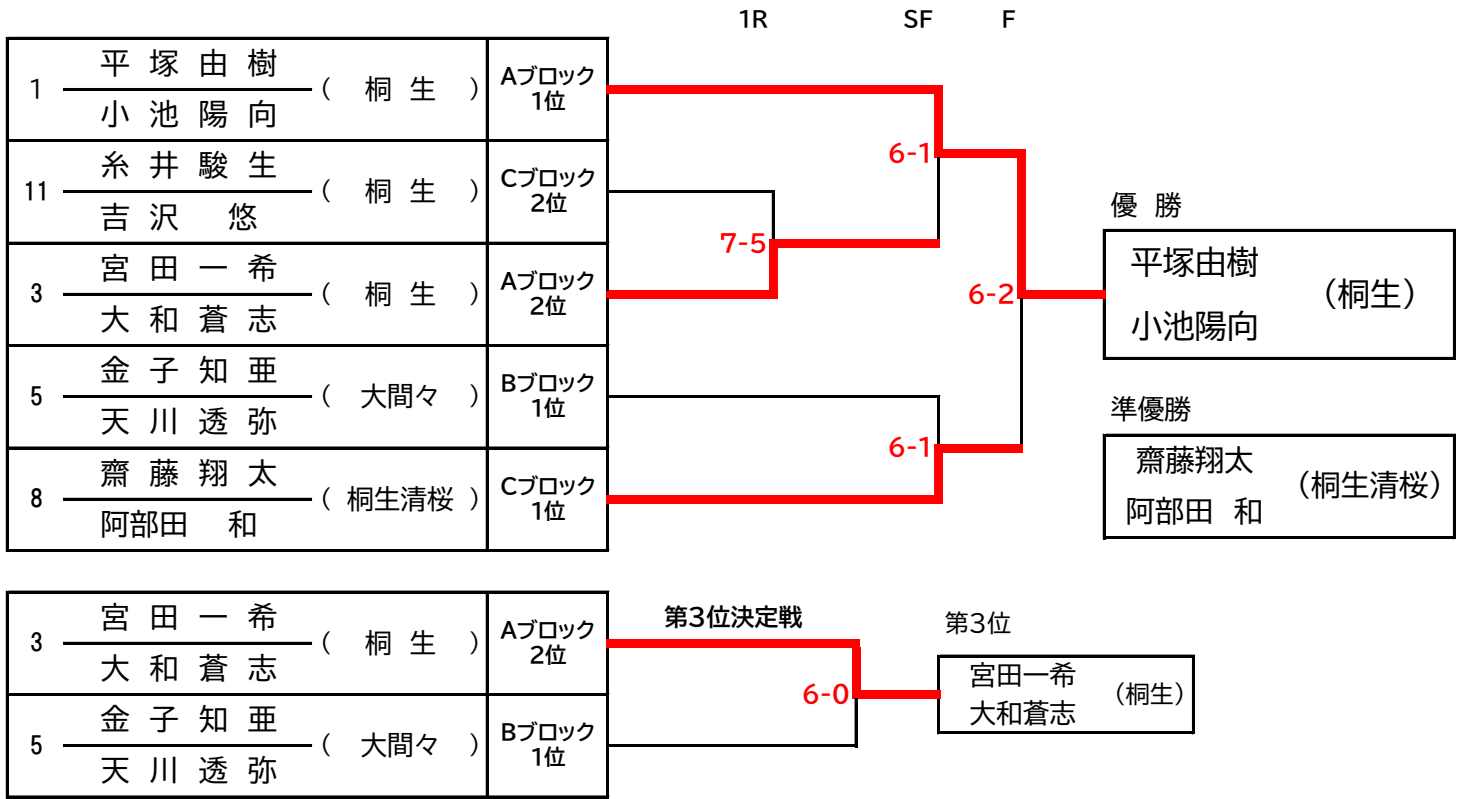 1R SF F
平塚由樹
1 ( 桐生 ) Aブロック 1位
小池陽向
糸井駿生
11 ( 桐生 ) Cブロック 2位
吉沢 悠
宮田一希
3 ( 桐生 ) Aブロック 2位
大和蒼志
金子知亜
5 ( 大間々 ) Bブロック 1位
天川透弥
齋藤翔太
8 ( 桐生清桜 ) Cブロック 1位
阿部田 和
6-1
7-5
6-2
6-1
優 勝
平塚由樹
(桐生)
小池陽向
準優勝
齋藤翔太
(桐生清桜)
阿部田 和
宮田一希
3 ( 桐生 ) Aブロック 2位
大和蒼志
金子知亜
5 ( 大間々 ) Bブロック 1位
天川透弥
第3位決定戦
6-0
第3位
宮田一希
(桐生)
大和蒼志